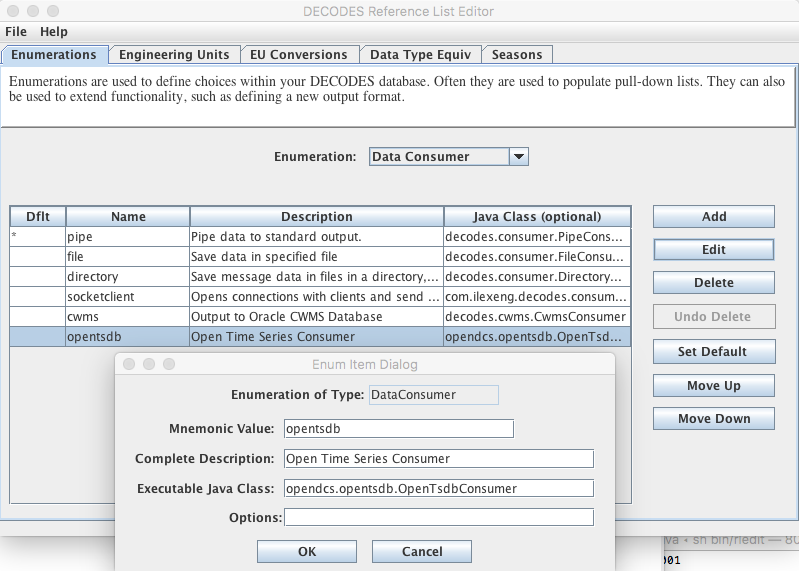 DECODES Reference List Editor
File Help
Enumerations Engineering Units EU Conversions Data Type Equiv Seasons
Enumerations are used to define choices within your DECODES database. Often they are used to populate pull-down lists. They can also
be used to extend functionality, such as defining a new output format.
Enumeration: Data Consumer
Dflt Name Description Java Class (optional)
* pipe Pipe data to standard output. decodes.consumer.PipeCons...
file Save data in specified file decodes.consumer.FileConsu...
directory Save message data in files in a directory,... decodes.consumer.Directory...
socketclient Opens connections with clients and send ... com.ilexeng.decodes.consum...
cwms Output to Oracle CWMS Database decodes.cwms.CwmsConsumer
opentsdb Open Time Series Consumer opendcs.opentsdb.OpenTsd...
Add
Edit
Delete
Undo Delete
Set Default
Move Up
Move Down
Enum Item Dialog
Enumeration of Type: DataConsumer
Mnemonic Value: opentsdb
Complete Description: Open Time Series Consumer
Executable Java Class: opendcs.opentsdb.OpenTsdbConsumer
Options:
OK Cancel
va • sh bin/rledit — 80
001